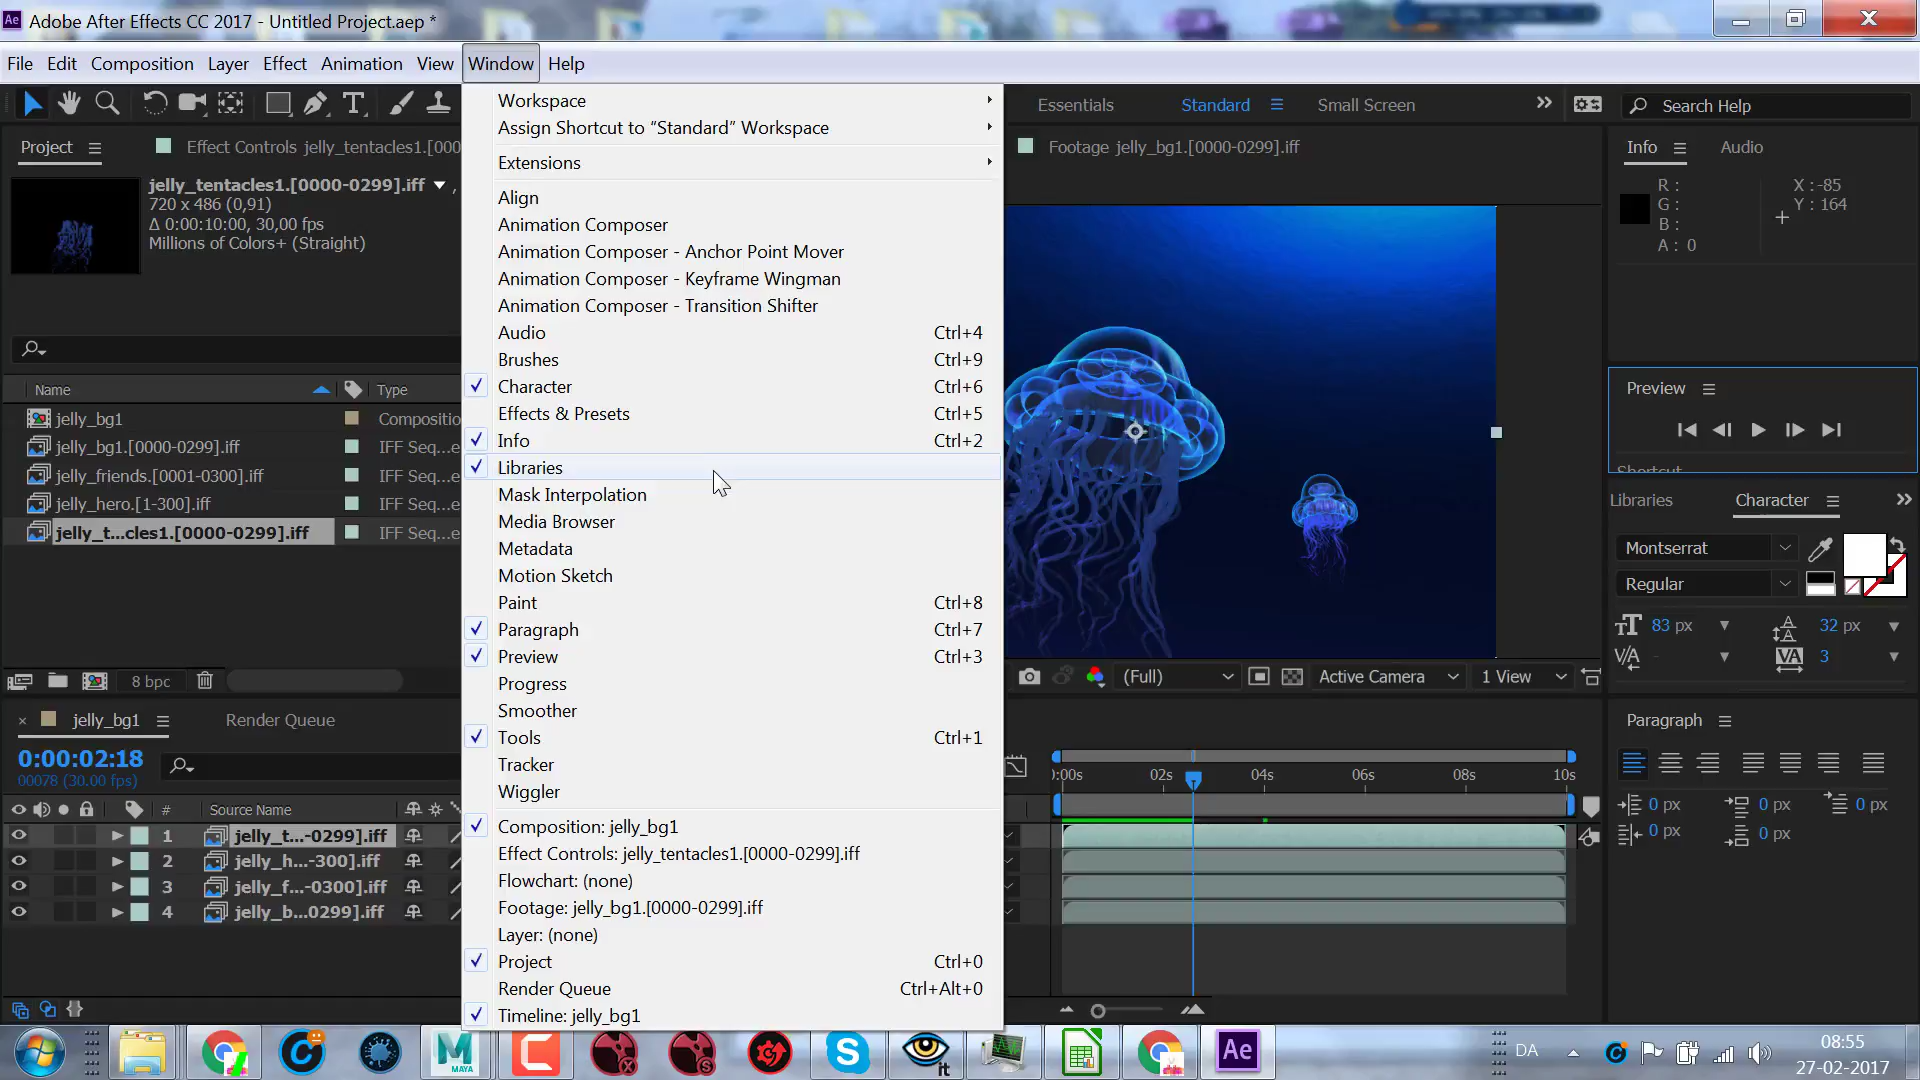 Adobe After Effects CC 2017 - Untitled Project.aep *
File Edit Composition Layer Effect Animation View Window Help
Essentials Standard Small Screen Search Help
Project Effect Controls jelly_tentacles1.[000
jelly_tentacles1.[0000-0299].iff ,
720 x 486 (0,91)
Δ 0:00:10:00, 30,00 fps
Millions of Colors+ (Straight)
Name Type
jelly_bg1 Compositio
jelly_bg1.[0000-0299].iff IFF Seq...e
jelly_friends.[0001-0300].iff IFF Seq...e
jelly_hero.[1-300].iff IFF Seq...e
jelly_t...cles1.[0000-0299].iff IFF Seq...e
8 bpc
Workspace
Assign Shortcut to "Standard" Workspace
Extensions
Align
Animation Composer
Animation Composer - Anchor Point Mover
Animation Composer - Keyframe Wingman
Animation Composer - Transition Shifter
Audio Ctrl+4
Brushes Ctrl+9
Character Ctrl+6
Effects & Presets Ctrl+5
Info Ctrl+2
Libraries
Mask Interpolation
Media Browser
Metadata
Motion Sketch
Paint Ctrl+8
Paragraph Ctrl+7
Preview Ctrl+3
Progress
Smoother
Tools Ctrl+1
Tracker
Wiggler
Composition: jelly_bg1
Effect Controls: jelly_tentacles1.[0000-0299].iff
Flowchart: (none)
Footage: jelly_bg1.[0000-0299].iff
Layer: (none)
Project Ctrl+0
Render Queue Ctrl+Alt+0
Timeline: jelly_bg1
Footage jelly_bg1.[0000-0299].iff
(Full) Active Camera 1 View
Info Audio
R : X : -85
G : Y : 164
B :
A : 0
Preview
Shortcut
Libraries Character
Montserrat
Regular
83 px 32 px
- 3
Paragraph
0 px 0 px 0 px
0 px 0 px
jelly_bg1 Render Queue
0:00:02:18
00078 (30.00 fps)
# Source Name
1 jelly_t...-0299].iff
2 jelly_h...-300].iff
3 jelly_f...-0300].iff
4 jelly_b...0299].iff
):00s 02s 04s 06s 08s 10s
MAYA
Ae
DA
08:55
27-02-2017